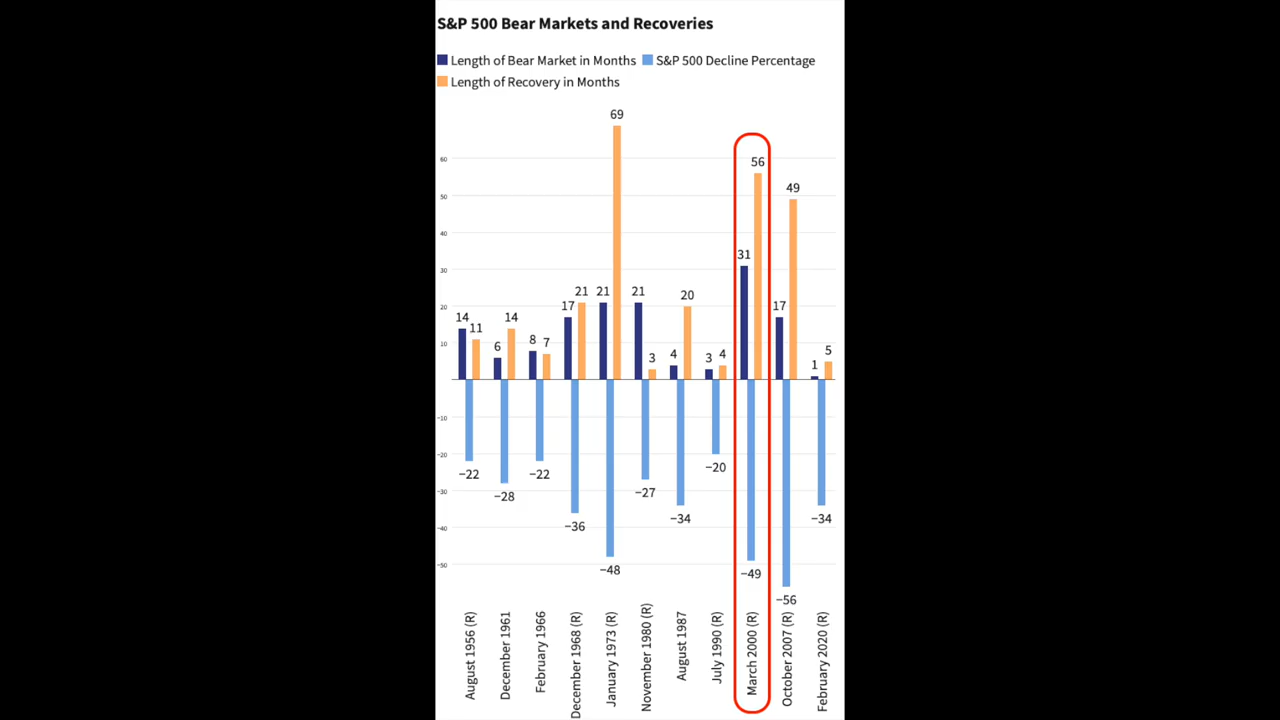 S&P 500 Bear Markets and Recoveries
Length of Bear Market in Months S&P 500 Decline Percentage
Length of Recovery in Months
69
60
56
50
49
40
31
30
21 21 21
20
20
17
17
14
14
11
10
8 7
6
4
3
3 4
1
5
−10
−20
−20
−22
−22
−27
−28
−30
−34
−34
−36
−40
−48
−49
−50
−56
August 1956 (R)
December 1961
February 1966
December 1968 (R)
January 1973 (R)
November 1980 (R)
August 1987
July 1990 (R)
March 2000 (R)
October 2007 (R)
February 2020 (R)